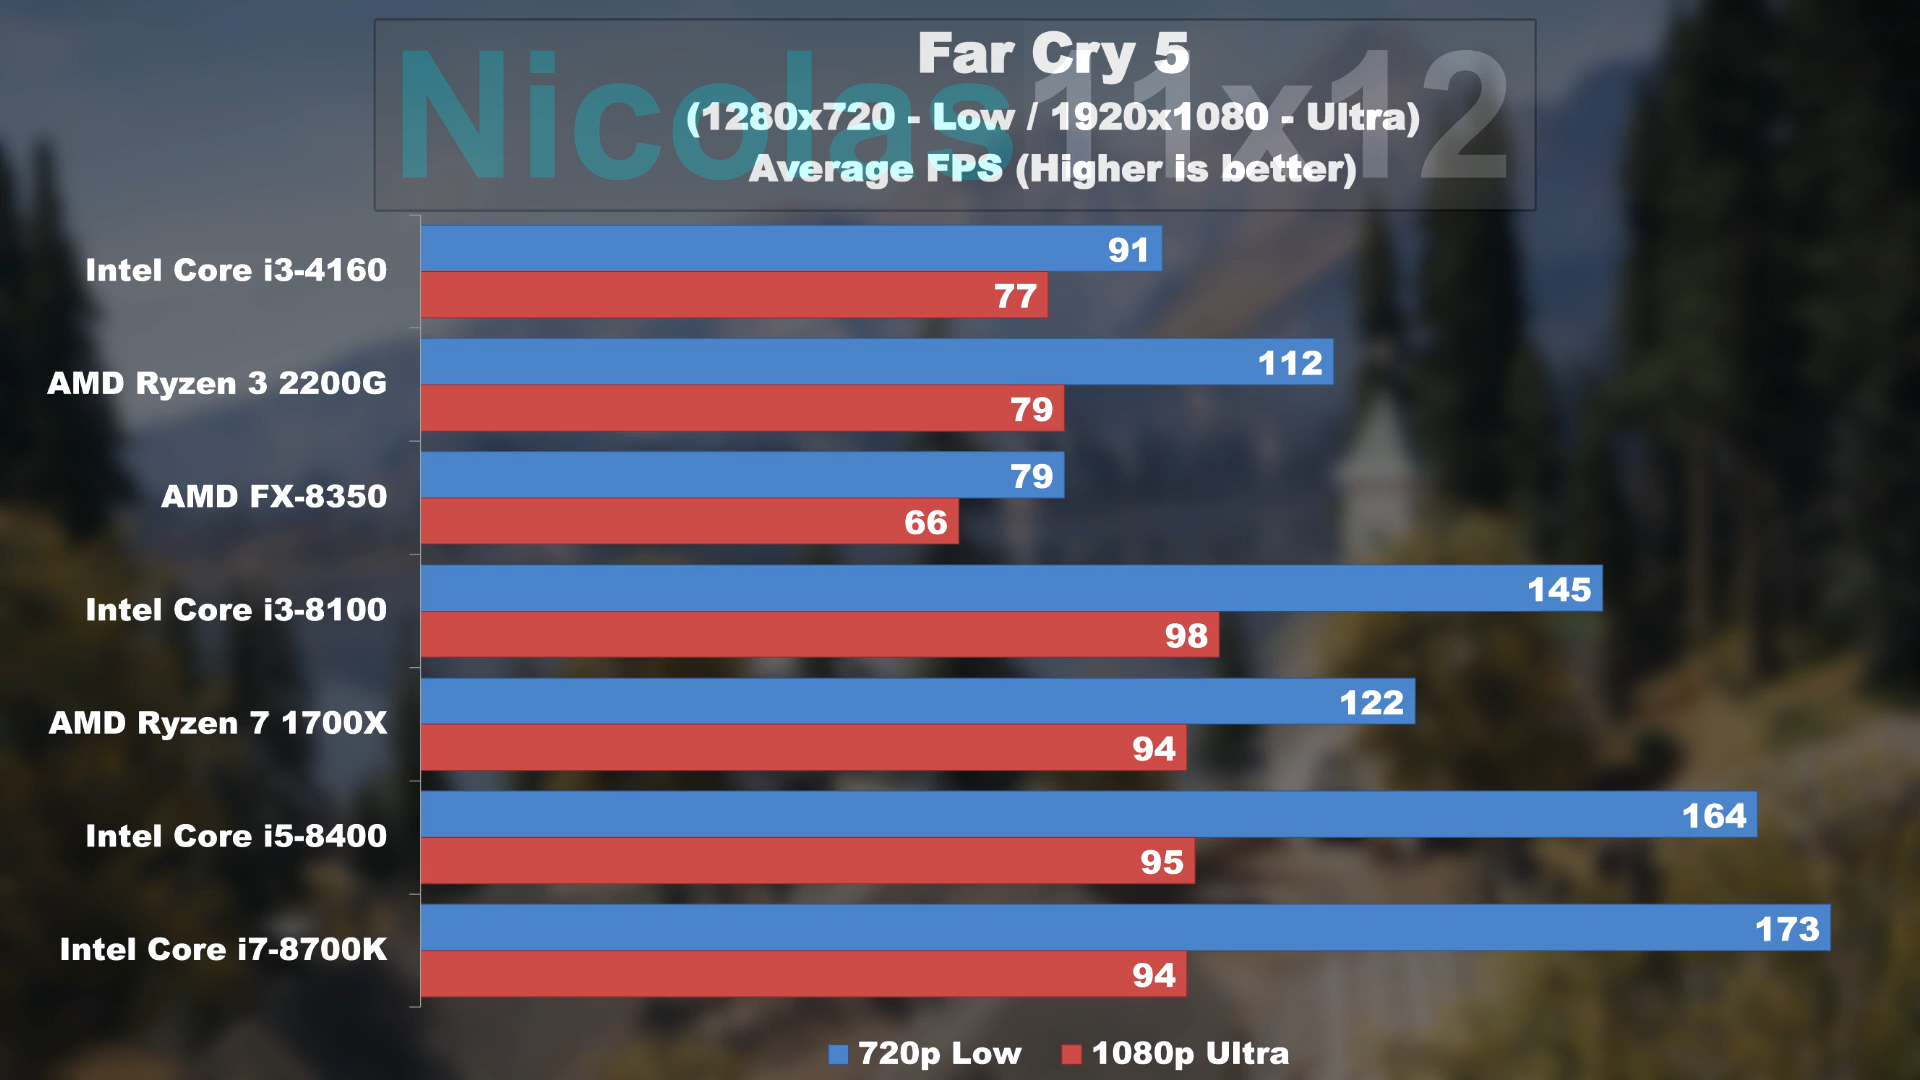 Nicolas11x12
Far Cry 5
(1280x720 - Low / 1920x1080 - Ultra)
Average FPS (Higher is better)
Intel Core i3-4160
91
77
AMD Ryzen 3 2200G
112
79
AMD FX-8350
79
66
Intel Core i3-8100
145
98
AMD Ryzen 7 1700X
122
94
Intel Core i5-8400
164
95
Intel Core i7-8700K
173
94
720p Low 1080p Ultra